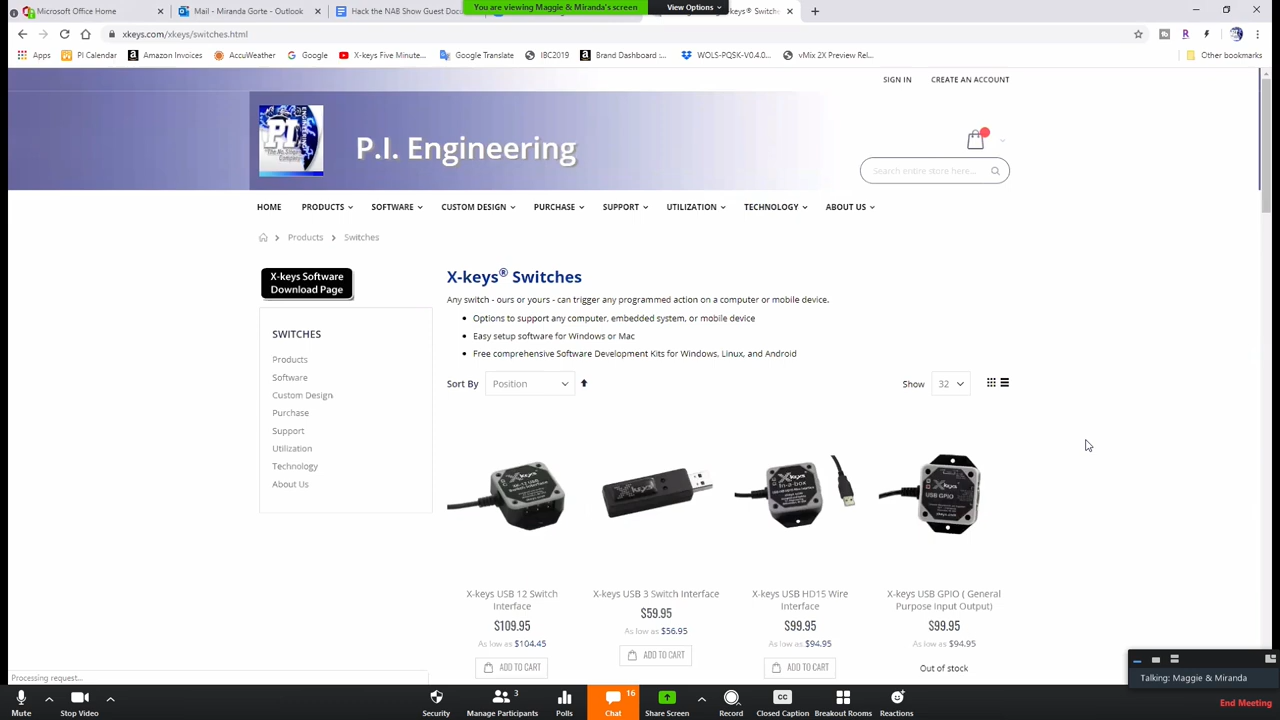 You are viewing Maggie & Miranda's screen
View Options
Microsoft Office Home
Mail - Miranda Gorte - Outlook
Hack the NAB Show Guest Docu
xkeys.com/xkeys/switches.html
Apps
PI Calendar
Amazon Invoices
AccuWeather
Google
X-keys Five Minute...
Google Translate
IBC2019
Brand Dashboard :...
WOLS-PQSK-V0.4.0...
vMix 2X Preview Rel...
Other bookmarks
SIGN IN
CREATE AN ACCOUNT
P.I. Engineering
Search entire store here...
HOME
PRODUCTS
SOFTWARE
CUSTOM DESIGN
PURCHASE
SUPPORT
UTILIZATION
TECHNOLOGY
ABOUT US
Products
Switches
X-keys Software
Download Page
SWITCHES
Products
Software
Custom Design
Purchase
Support
Utilization
Technology
About Us
X-keys® Switches
Any switch - ours or yours - can trigger any programmed action on a computer or mobile device.
Options to support any computer, embedded system, or mobile device
Easy setup software for Windows or Mac
Free comprehensive Software Development Kits for Windows, Linux, and Android
Sort By
Position
Show
32
X-keys USB 12 Switch
Interface
$109.95
As low as $104.45
ADD TO CART
X-keys USB 3 Switch Interface
$59.95
As low as $56.95
ADD TO CART
X-keys USB HD15 Wire
Interface
$99.95
As low as $94.95
ADD TO CART
X-keys USB GPIO ( General
Purpose Input Output)
$99.95
As low as $94.95
Out of stock
Processing request...
Talking: Maggie & Miranda
Mute
Stop Video
Security
Manage Participants
3
Polls
Chat
16
Share Screen
Record
CC
Closed Caption
Breakout Rooms
Reactions
End Meeting